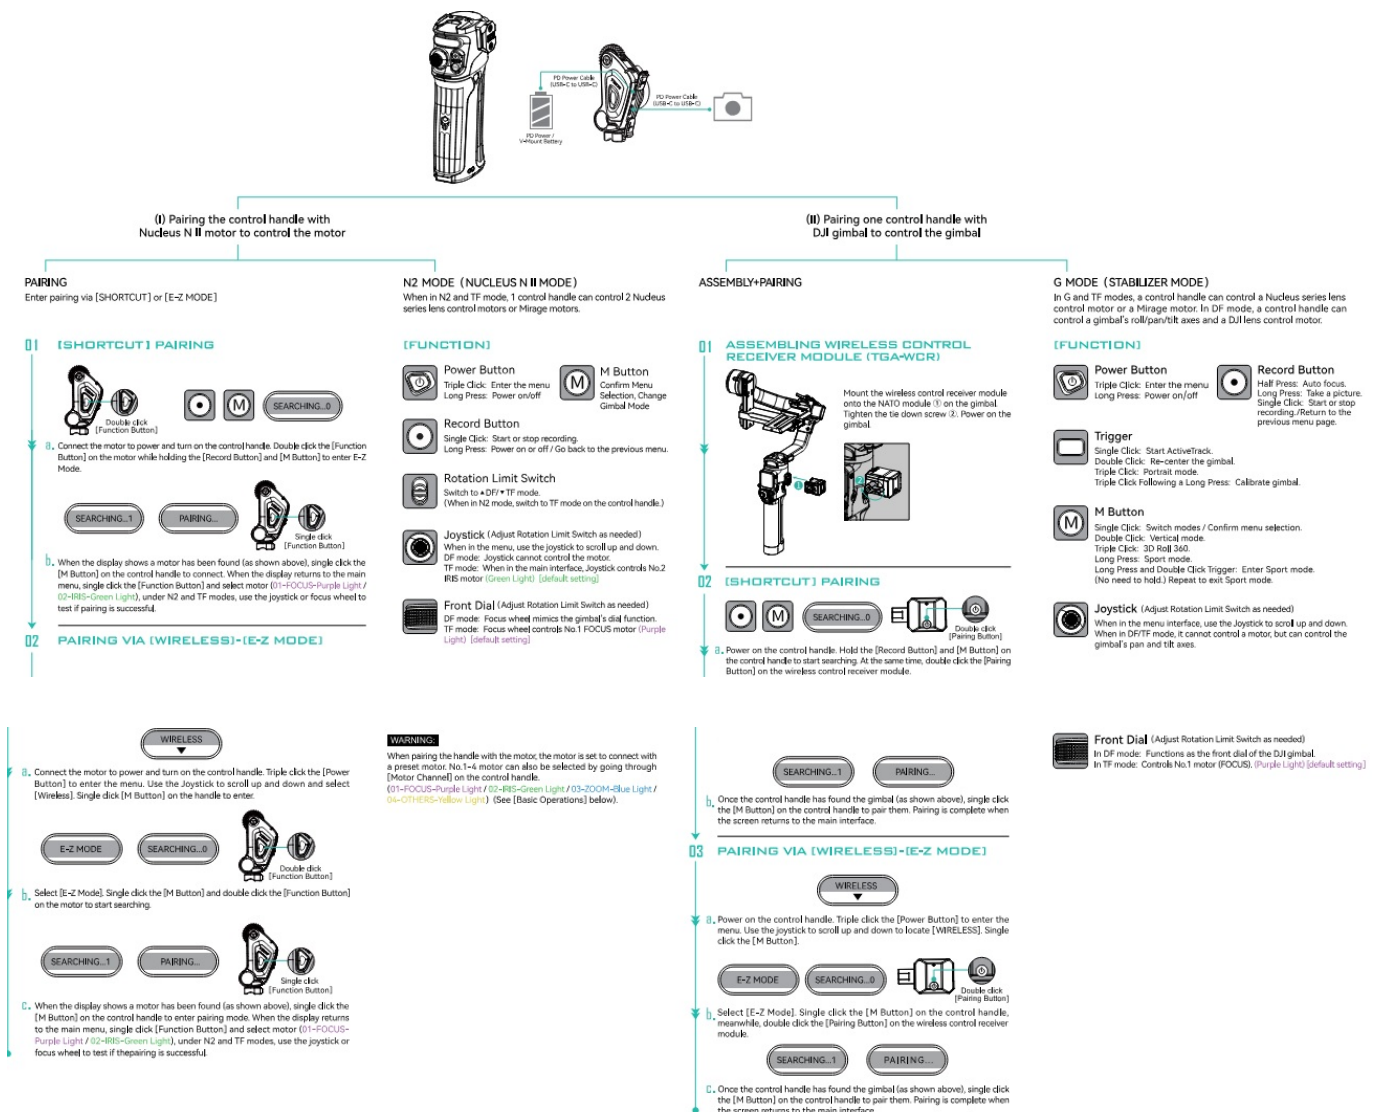 PD Power Cable
(USB-C to USB-C)
PD Power Cable
(USB-C to USB-C)
PD Power /
V-Mount Battery
(I) Pairing the control handle with
Nucleus N II motor to control the motor
(II) Pairing one control handle with
DJI gimbal to control the gimbal
PAIRING
Enter pairing via [SHORTCUT] or [E-Z MODE]
01 [SHORTCUT] PAIRING
Double click
[Function Button]
M
SEARCHING...0
a. Connect the motor to power and turn on the control handle. Double click the [Function
Button] on the motor while holding the [Record Button] and [M Button] to enter E-Z
Mode.
SEARCHING...1
PAIRING...
Single click
[Function Button]
b. When the display shows a motor has been found (as shown above), single click the
[M Button] on the control handle to connect. When the display returns to the main
menu, single click the [Function Button] and select motor (01-FOCUS-Purple Light /
02-IRIS-Green Light), under N2 and TF modes, use the joystick or focus wheel to
test if pairing is successful.
02 PAIRING VIA [WIRELESS]-[E-Z MODE]
N2 MODE (NUCLEUS N II MODE)
When in N2 and TF mode, 1 control handle can control 2 Nucleus
series lens control motors or Mirage motors.
[FUNCTION]
Power Button
Triple Click: Enter the menu
Long Press: Power on/off
M
M Button
Confirm Menu
Selection, Change
Gimbal Mode
Record Button
Single Click: Start or stop recording.
Long Press: Power on or off / Go back to the previous menu.
Rotation Limit Switch
Switch to ▲DF/▼TF mode.
(When in N2 mode, switch to TF mode on the control handle.)
Joystick (Adjust Rotation Limit Switch as needed)
When in the menu, use the joystick to scroll up and down.
DF mode: Joystick cannot control the motor.
TF mode: When in the main interface, Joystick controls No.2
IRIS motor (Green Light) [default setting]
Front Dial (Adjust Rotation Limit Switch as needed)
DF mode: Focus wheel mimics the gimbal's dial function.
TF mode: Focus wheel controls No.1 FOCUS motor (Purple
Light) [default setting]
ASSEMBLY+PAIRING
01 ASSEMBLING WIRELESS CONTROL
RECEIVER MODULE (TGA-WCR)
Mount the wireless control receiver module
onto the NATO module ① on the gimbal.
Tighten the tie down screw ②. Power on the
gimbal.
02 [SHORTCUT] PAIRING
M
SEARCHING...0
Double click
[Pairing Button]
a. Power on the control handle. Hold the [Record Button] and [M Button] on
the control handle to start searching. At the same time, double click the [Pairing
Button] on the wireless control receiver module.
G MODE (STABILIZER MODE)
In G and TF modes, a control handle can control a Nucleus series lens
control motor or a Mirage motor. In DF mode, a control handle can
control a gimbal's roll/pan/tilt axes and a DJI lens control motor.
[FUNCTION]
Power Button
Triple Click: Enter the menu
Long Press: Power on/off
Record Button
Half Press: Auto focus.
Long Press: Take a picture.
Single Click: Start or stop
recording./Return to the
previous menu page.
Trigger
Single Click: Start ActiveTrack.
Double Click: Re-center the gimbal.
Triple Click: Portrait mode.
Triple Click Following a Long Press: Calibrate gimbal.
M
M Button
Single Click: Switch modes / Confirm menu selection.
Double Click: Vertical mode.
Triple Click: 3D Roll 360.
Long Press: Sport mode.
Long Press and Double Click Trigger: Enter Sport mode.
(No need to hold.) Repeat to exit Sport mode.
Joystick (Adjust Rotation Limit Switch as needed)
When in the menu interface, use the Joystick to scroll up and down.
When in DF/TF mode, it cannot control a motor, but can control the
gimbal's pan and tilt axes.
WIRELESS
a. Connect the motor to power and turn on the control handle. Triple click the [Power
Button] to enter the menu. Use the Joystick to scroll up and down and select
[Wireless]. Single click [M Button] on the handle to enter.
E-Z MODE
SEARCHING...0
Double click
[Function Button]
b. Select [E-Z Mode]. Single click the [M Button] and double click the [Function Button]
on the motor to start searching.
SEARCHING...1
PAIRING...
Single click
[Function Button]
c. When the display shows a motor has been found (as shown above), single click the
[M Button] on the control handle to enter pairing mode. When the display returns
to the main menu, single click [Function Button] and select motor (01-FOCUS-
Purple Light / 02-IRIS-Green Light), under N2 and TF modes, use the joystick or
focus wheel to test if thepairing is successful.
WARNING:
When pairing the handle with the motor, the motor is set to connect with
a preset motor. No.1-4 motor can also be selected by going through
[Motor Channel] on the control handle.
(01-FOCUS-Purple Light / 02-IRIS-Green Light / 03-ZOOM-Blue Light /
04-OTHERS-Yellow Light) (See [Basic Operations] below).
SEARCHING...1
PAIRING...
b. Once the control handle has found the gimbal (as shown above), single click
the [M Button] on the control handle to pair them. Pairing is complete when
the screen returns to the main interface.
03 PAIRING VIA [WIRELESS]-[E-Z MODE]
WIRELESS
a. Power on the control handle. Triple click the [Power Button] to enter the
menu. Use the joystick to scroll up and down to locate [WIRELESS]. Single
click the [M Button].
E-Z MODE
SEARCHING...0
Double click
[Pairing Button]
b. Select [E-Z Mode]. Single click the [M Button] on the control handle,
meanwhile, double click the [Pairing Button] on the wireless control receiver
module.
SEARCHING...1
PAIRING...
c. Once the control handle has found the gimbal (as shown above), single click
the [M Button] on the control handle to pair them. Pairing is complete when
the screen returns to the main interface.
Front Dial (Adjust Rotation Limit Switch as needed)
In DF mode: Functions as the front dial of the DJI gimbal.
In TF mode: Controls No.1 motor (FOCUS). (Purple Light) [default setting]